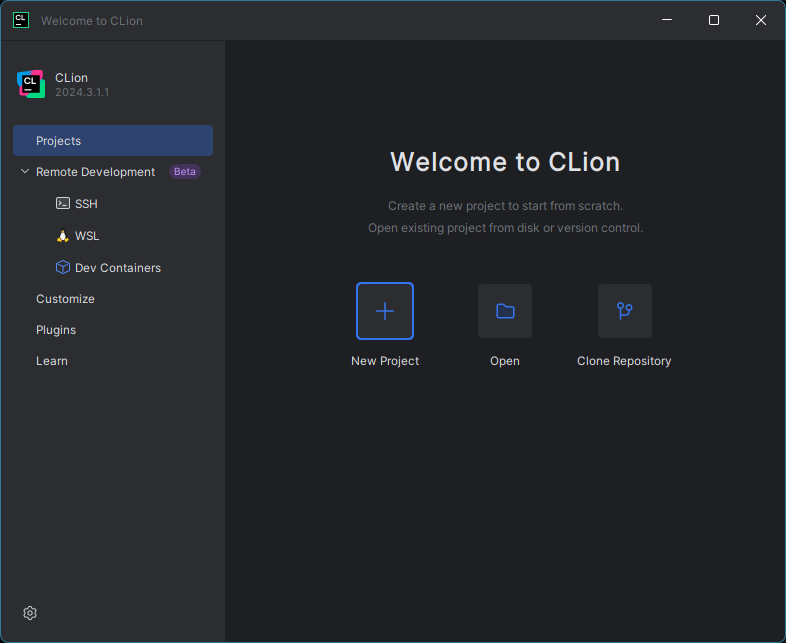 CL
Welcome to CLion
CL
CLion
2024.3.1.1
Projects
Remote Development Beta
SSH
WSL
Dev Containers
Customize
Plugins
Learn
Welcome to CLion
Create a new project to start from scratch.
Open existing project from disk or version control.
New Project
Open
Clone Repository